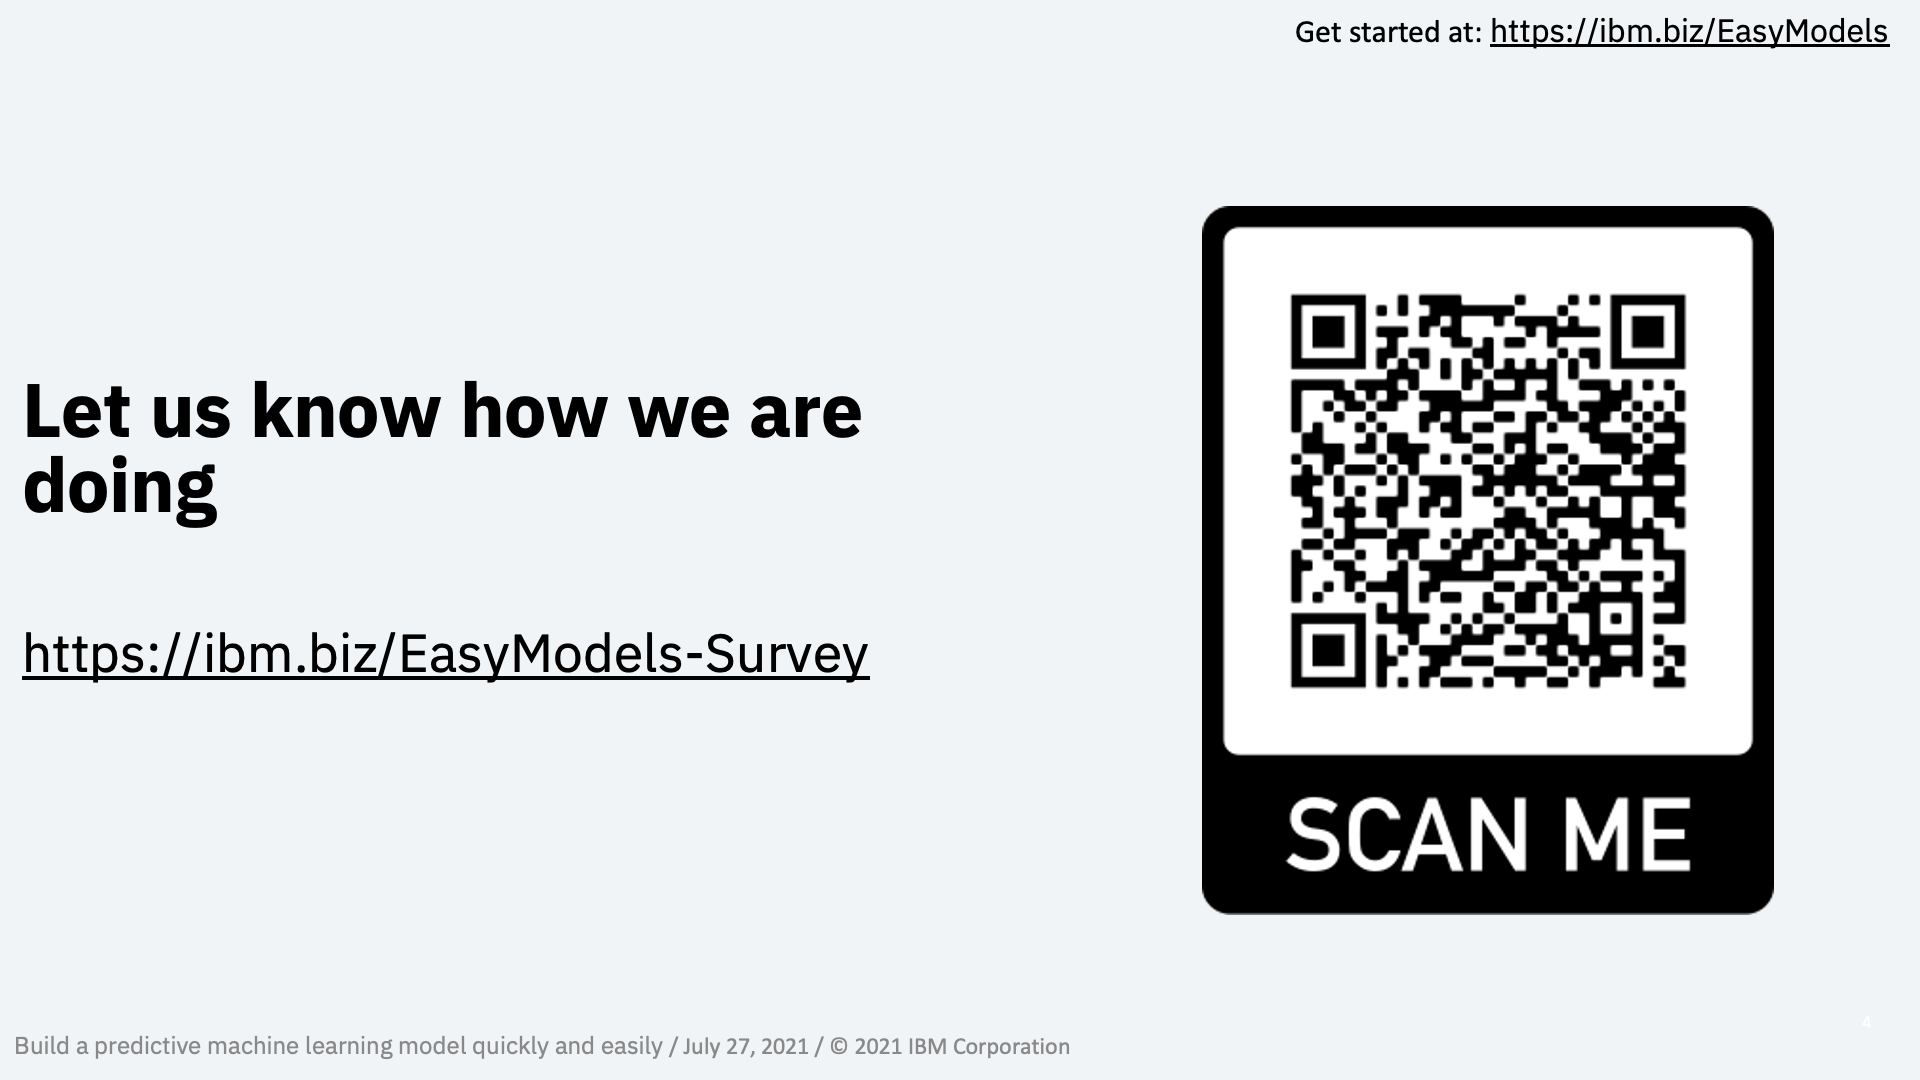 Get started at: https://ibm.biz/EasyModels
Let us know how we are
doing
https://ibm.biz/EasyModels-Survey
SCAN ME
4
Build a predictive machine learning model quickly and easily / July 27, 2021 / © 2021 IBM Corporation